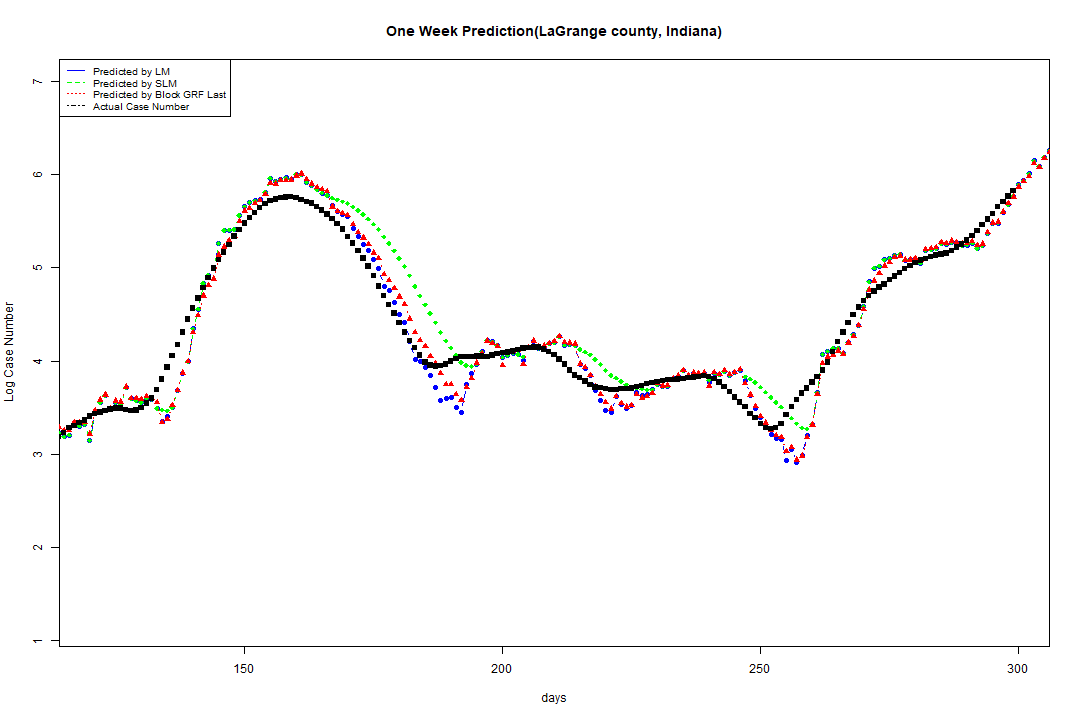 One Week Prediction(LaGrange county, Indiana)
Predicted by LM
Predicted by SLM
Predicted by Block GRF Last
Actual Case Number
Log Case Number
7
6
5
4
3
2
1
150 200 250 300
days